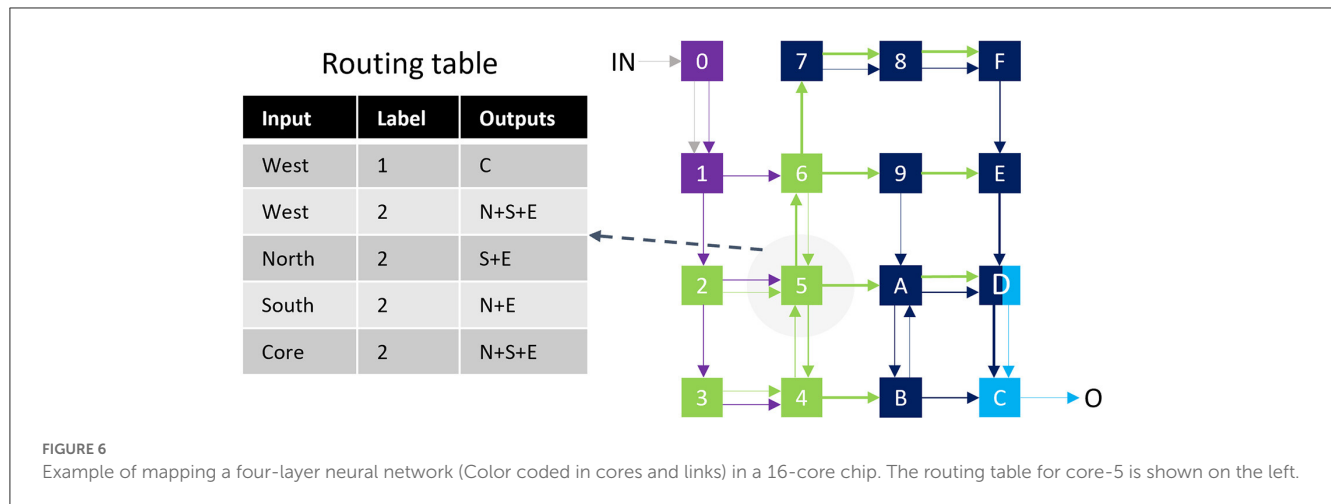 Routing table
Input Label Outputs
West 1 C
West 2 N+S+E
North 2 S+E
South 2 N+E
Core 2 N+S+E
IN 0 7 8 F
1 6 9 E
2 5 A D
3 4 B C O
FIGURE 6
Example of mapping a four-layer neural network (Color coded in cores and links) in a 16-core chip. The routing table for core-5 is shown on the left.